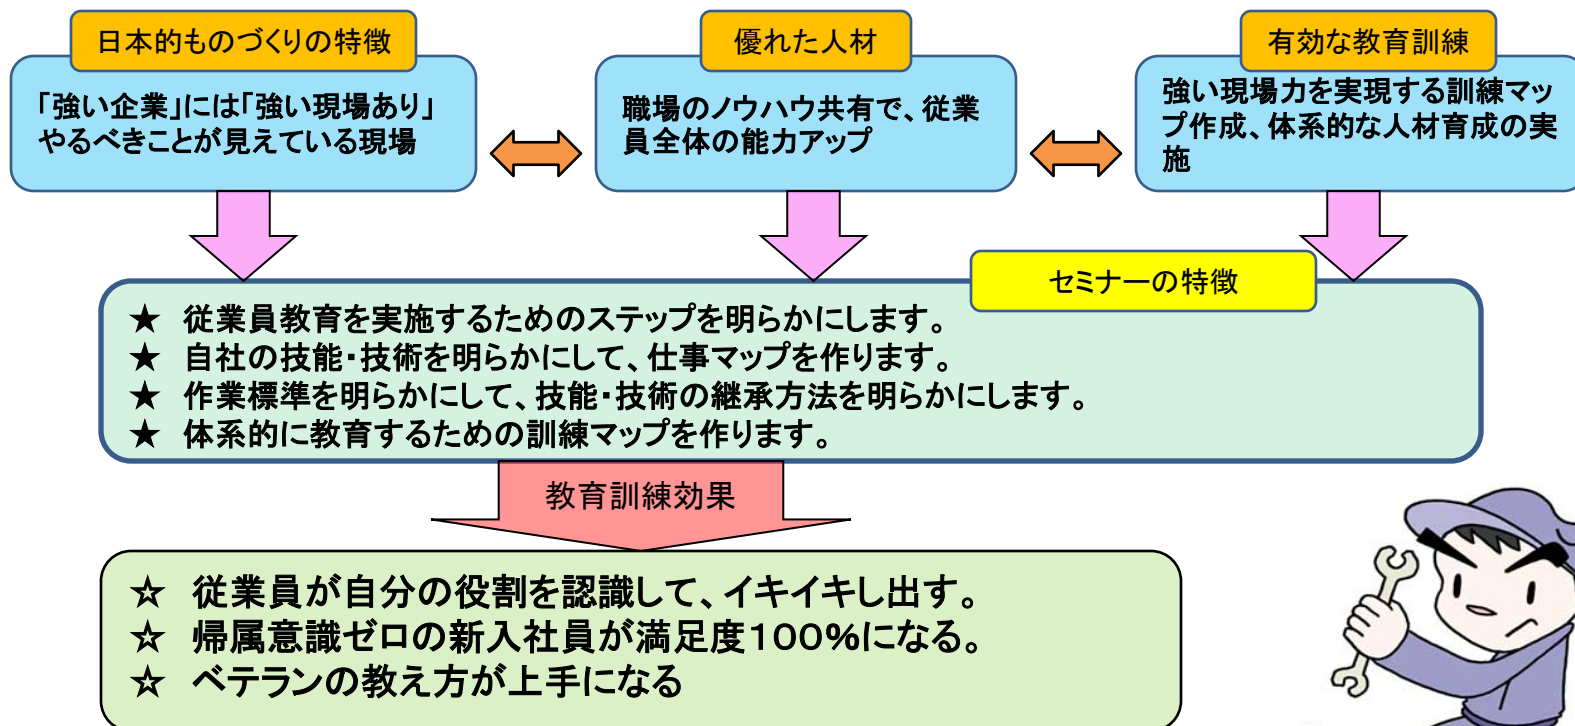 日本的ものづくりの特徴
「強い企業」には「強い現場あり」
やるべきことが見えている現場
優れた人材
職場のノウハウ共有で、従業
員全体の能力アップ
有効な教育訓練
強い現場力を実現する訓練マッ
プ作成、体系的な人材育成の実
施
セミナーの特徴
★ 従業員教育を実施するためのステップを明らかにします。
★ 自社の技能・技術を明らかにして、仕事マップを作ります。
★ 作業標準を明らかにして、技能・技術の継承方法を明らかにします。
★ 体系的に教育するための訓練マップを作ります。
教育訓練効果
☆ 従業員が自分の役割を認識して、イキイキし出す。
☆ 帰属意識ゼロの新入社員が満足度100%になる。
☆ ベテランの教え方が上手になる